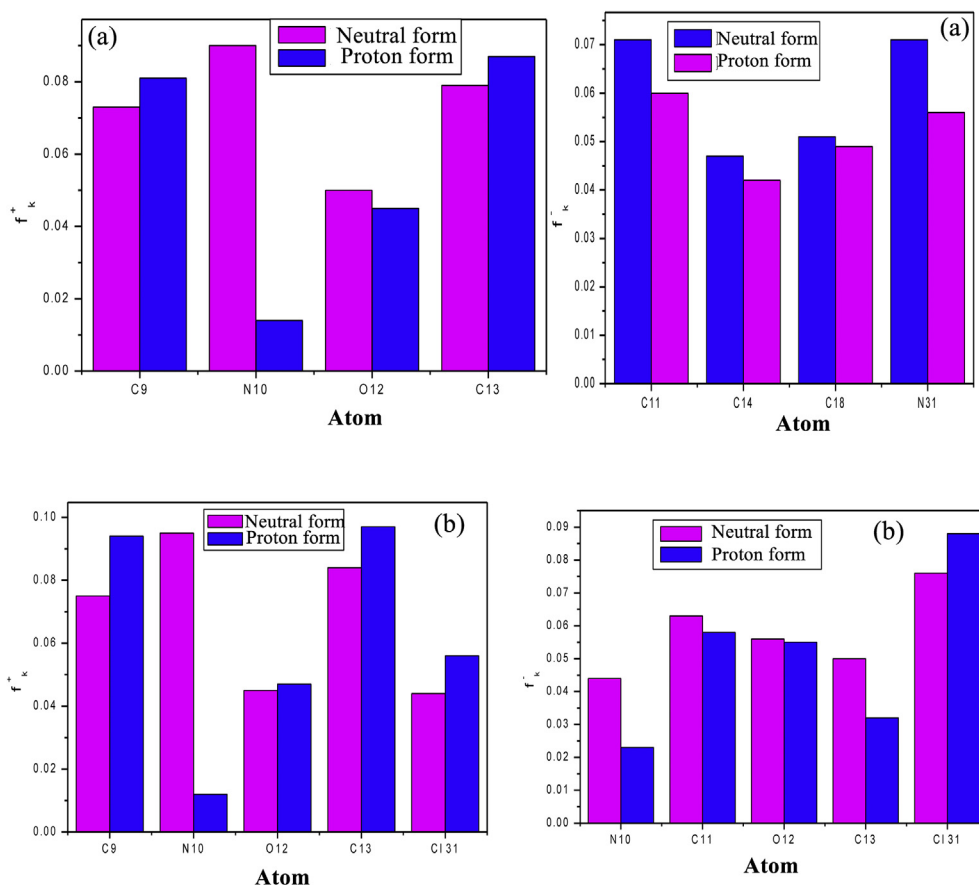 (a)
Neutral form
Proton form
0.08
0.06
0.04
0.02
0.00
f+k
C9 N10 O12 C13
Atom
(a)
Neutral form
Proton form
0.07
0.06
0.05
0.04
0.03
0.02
0.01
0.00
f-k
C11 C14 C18 N31
Atom
(b)
Neutral form
Proton form
0.10
0.08
0.06
0.04
0.02
0.00
f+k
C9 N10 O12 C13 Cl31
Atom
(b)
Neutral form
Proton form
0.09
0.08
0.07
0.06
0.05
0.04
0.03
0.02
0.01
0.00
f-k
N10 C11 O12 C13 Cl31
Atom